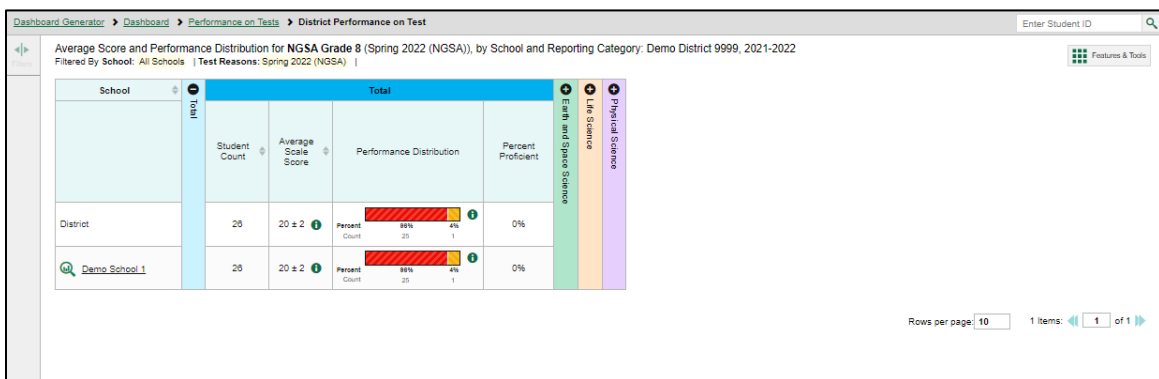 Dashboard Generator > Dashboard > Performance on Tests > District Performance on Test
Enter Student ID
Filters
Average Score and Performance Distribution for NGSA Grade 8 (Spring 2022 (NGSA)), by School and Reporting Category: Demo District 9999, 2021-2022
Filtered By School: All Schools | Test Reasons: Spring 2022 (NGSA) |
Features & Tools
School
Total
Total
Earth and Space Science
Life Science
Physical Science
Student Count
Average Scale Score
Performance Distribution
Percent Proficient
District
26
20 ± 2
Percent 96% 4%
Count 25 1
0%
Demo School 1
26
20 ± 2
Percent 96% 4%
Count 25 1
0%
Rows per page: 10 1 Items: 1 of 1